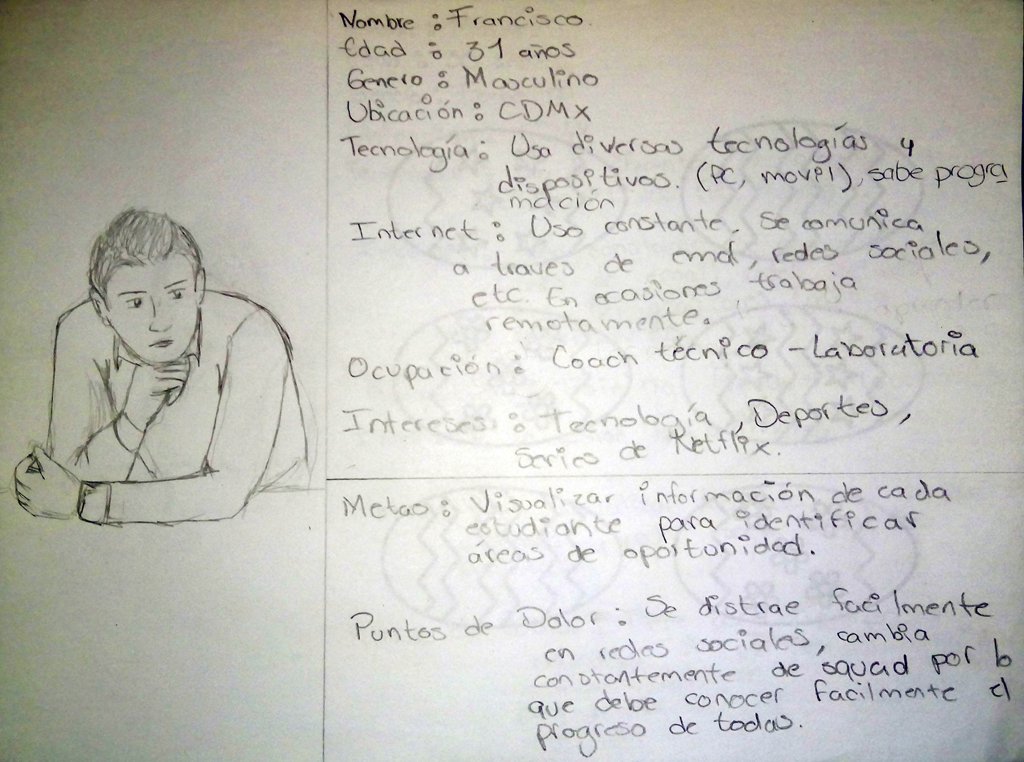 Nombre : Francisco.
Edad : 31 años
Genero : Masculino
Ubicación : CDMX
Tecnología : Usa diversas tecnologías y
dispositivos. (PC, movil), sabe progra
mación
Internet : Uso constante. Se comunica
a traves de email, redes sociales,
etc. En ocasiones, trabaja
remotamente.
Ocupación : Coach técnico - Laboratoria
Intereses : Tecnología, Deportes,
Series de Netflix.
Metas : Visualizar información de cada
estudiante para identificar
áreas de oportunidad.
Puntos de Dolor : Se distrae facilmente
en redes sociales, cambia
constantemente de squad por lo
que debe conocer facilmente el
progreso de todas.